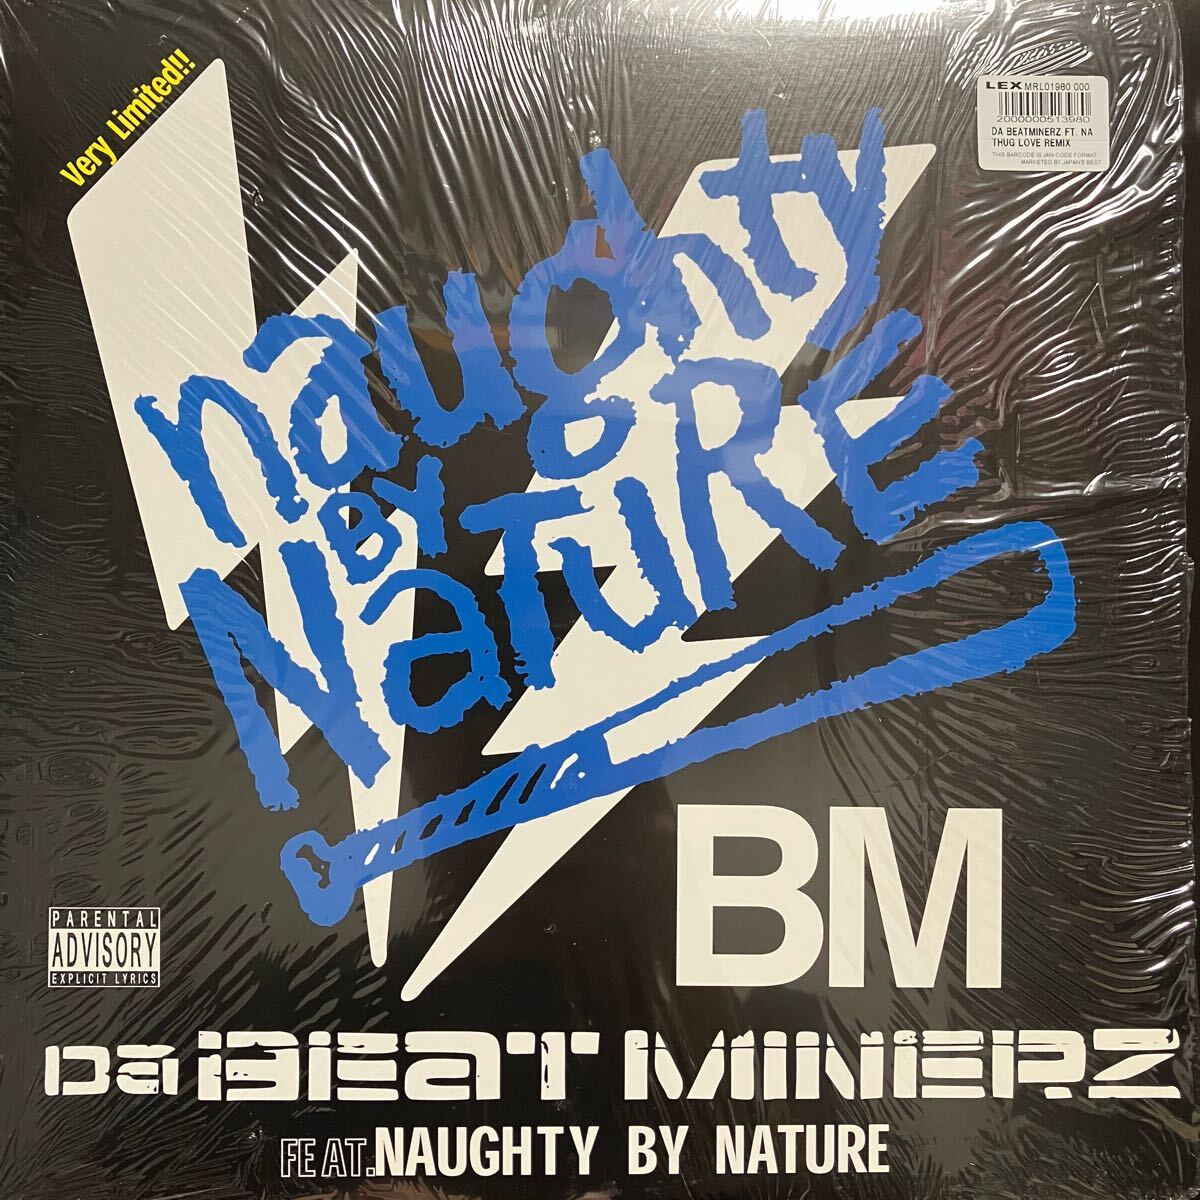 Very Limited!!
LEX MRL01980 000
2000000513980
DA BEATMINERZ FT. NA
THUG LOVE REMIX
THIS BARCODE IS JAN-CODE FORMAT
MARKETED BY JAPAN'S BEST
naughty
BY
NaTURE
BM
PARENTAL
ADVISORY
EXPLICIT LYRICS
Da BEAT MINERZ
FEAT. NAUGHTY BY NATURE